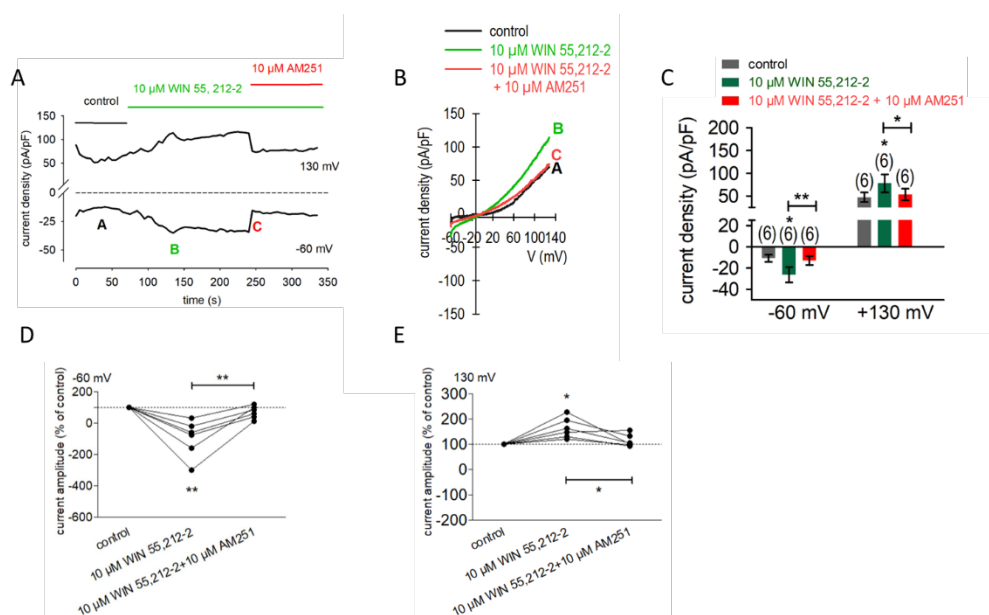 A
10 µM AM251
10 µM WIN 55, 212-2
control
current density (pA/pF)
150
100
50
0
-25
-50
130 mV
-60 mV
A
B
C
0 50 100 150 200 250 300 350
time (s)
B
control
10 µM WIN 55,212-2
10 µM WIN 55,212-2
+ 10 µM AM251
current density (pA/pF)
150
100
50
-50
-100
-150
-60 -20 20 60 100 140
V (mV)
B
C
A
C
control
10 µM WIN 55,212-2
10 µM WIN 55,212-2 + 10 µM AM251
current density (pA/pF)
200
150
100
50
0
-20
-40
(6) (6) (6)
* **
(6) (6) (6)
* *
-60 mV +130 mV
D
-60 mV
current amplitude (% of control)
200
0
-200
-400
-600
**
**
control
10 µM WIN 55,212-2
10 µM WIN 55,212-2+10 µM AM251
E
130 mV
current amplitude (% of control)
300
200
100
0
-100
200
*
*
control
10 µM WIN 55,212-2
10 µM WIN 55,212-2+10 µM AM251